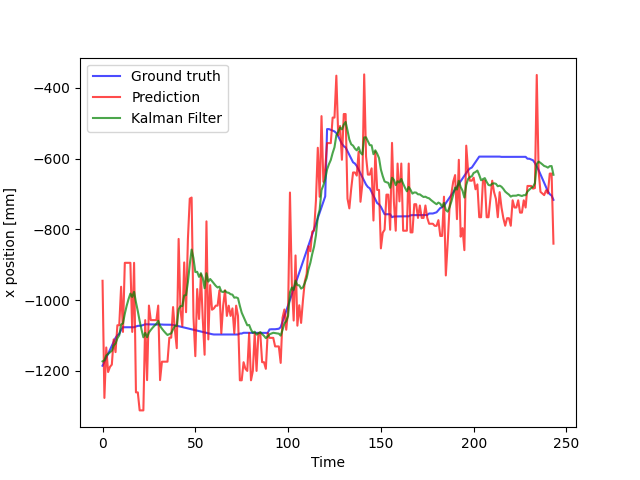 Ground truth
Prediction
Kalman Filter
−400
−600
−800
−1000
−1200
x position [mm]
0
50
100
150
200
250
Time